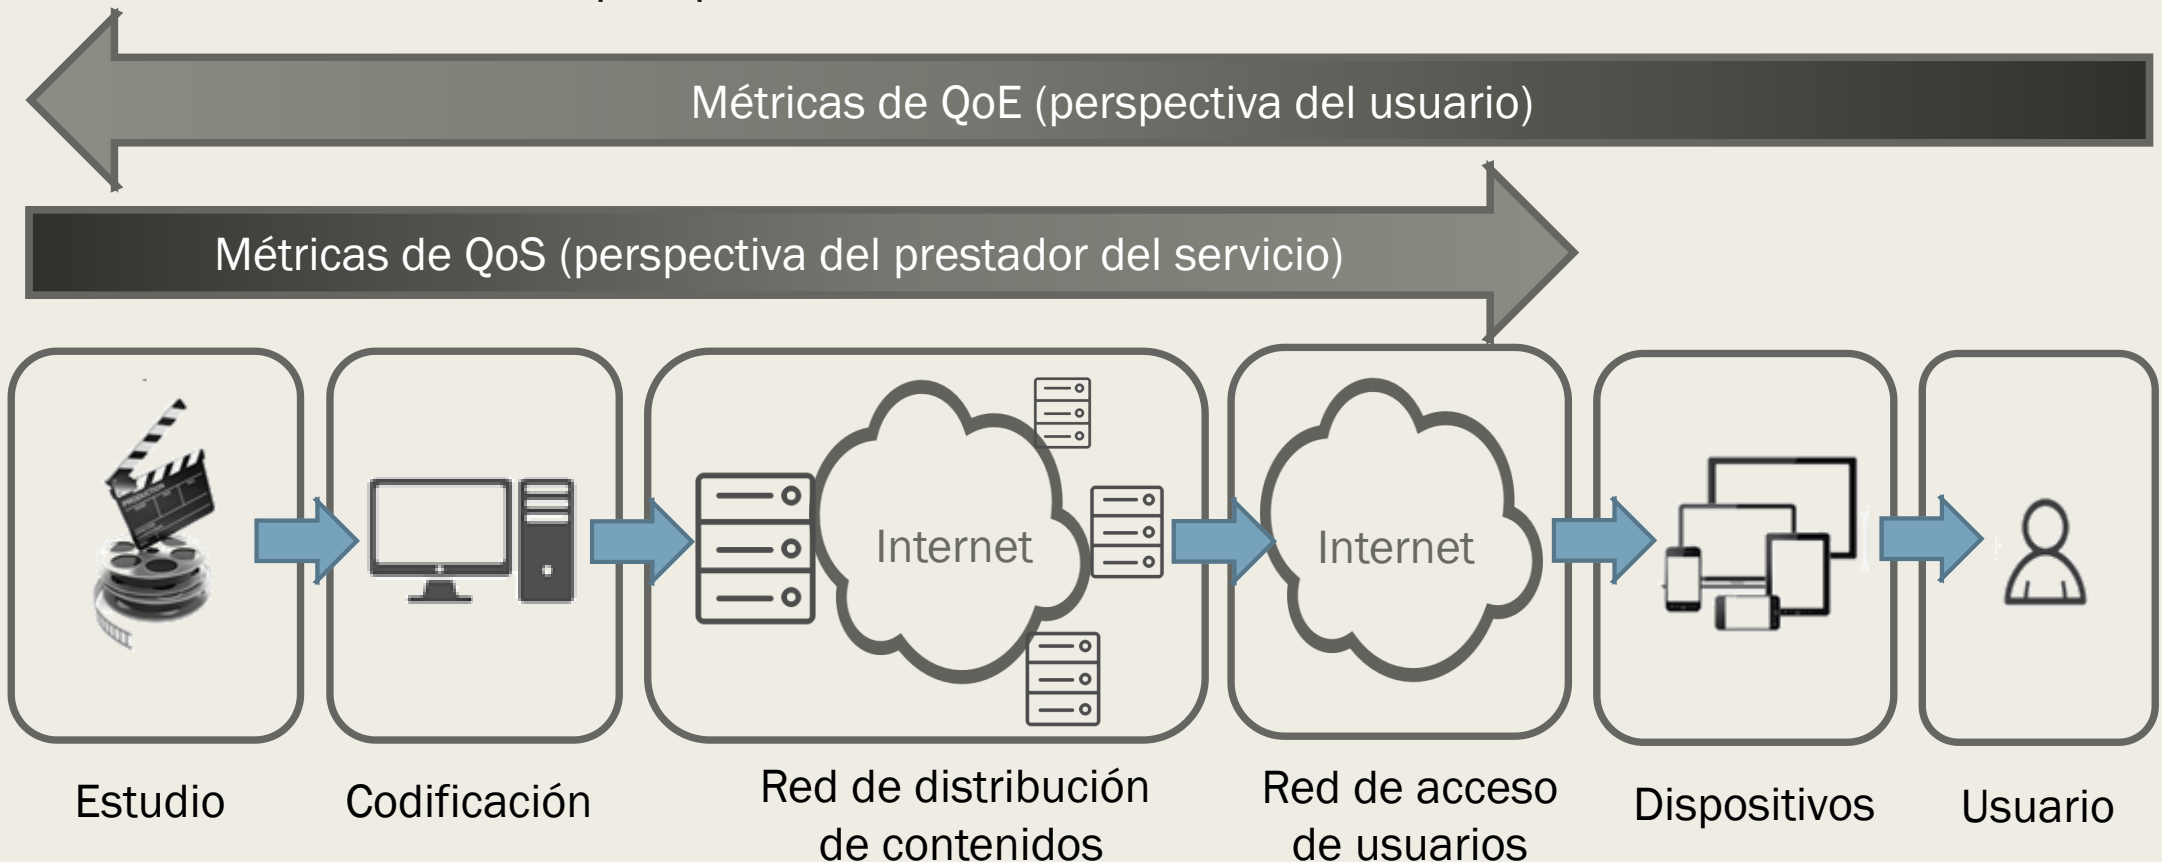 Métricas de QoE (perspectiva del usuario)
Métricas de QoS (perspectiva del prestador del servicio)
PRODUCTION
Internet
Internet
Estudio
Codificación
Red de distribución
de contenidos
Red de acceso
de usuarios
Dispositivos
Usuario